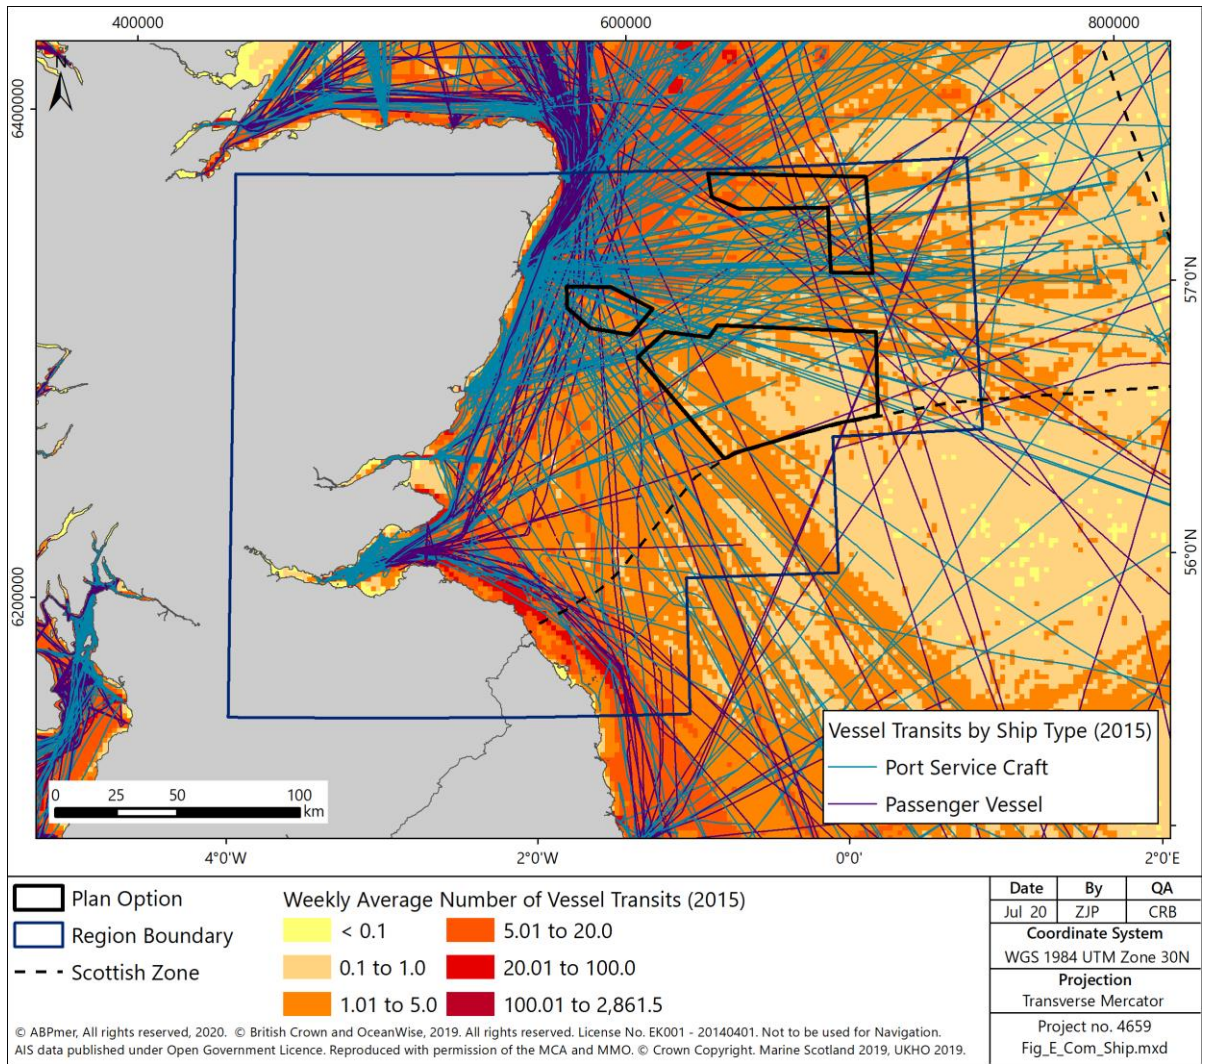 400000 600000 800000
N
6400000
57°0'N
56°0'N
6200000
Vessel Transits by Ship Type (2015)
Port Service Craft
Passenger Vessel
0 25 50 100
km
4°0'W 2°0'W 0°0' 2°0'E
Plan Option
Region Boundary
Scottish Zone
Weekly Average Number of Vessel Transits (2015)
< 0.1
0.1 to 1.0
1.01 to 5.0
5.01 to 20.0
20.01 to 100.0
100.01 to 2,861.5
Date By QA
Jul 20 ZJP CRB
Coordinate System
WGS 1984 UTM Zone 30N
Projection
Transverse Mercator
Project no. 4659
Fig_E_Com_Ship.mxd
© ABPmer, All rights reserved, 2020. © British Crown and OceanWise, 2019. All rights reserved. License No. EK001 - 20140401. Not to be used for Navigation.
AIS data published under Open Government Licence. Reproduced with permission of the MCA and MMO. © Crown Copyright. Marine Scotland 2019, UKHO 2019.